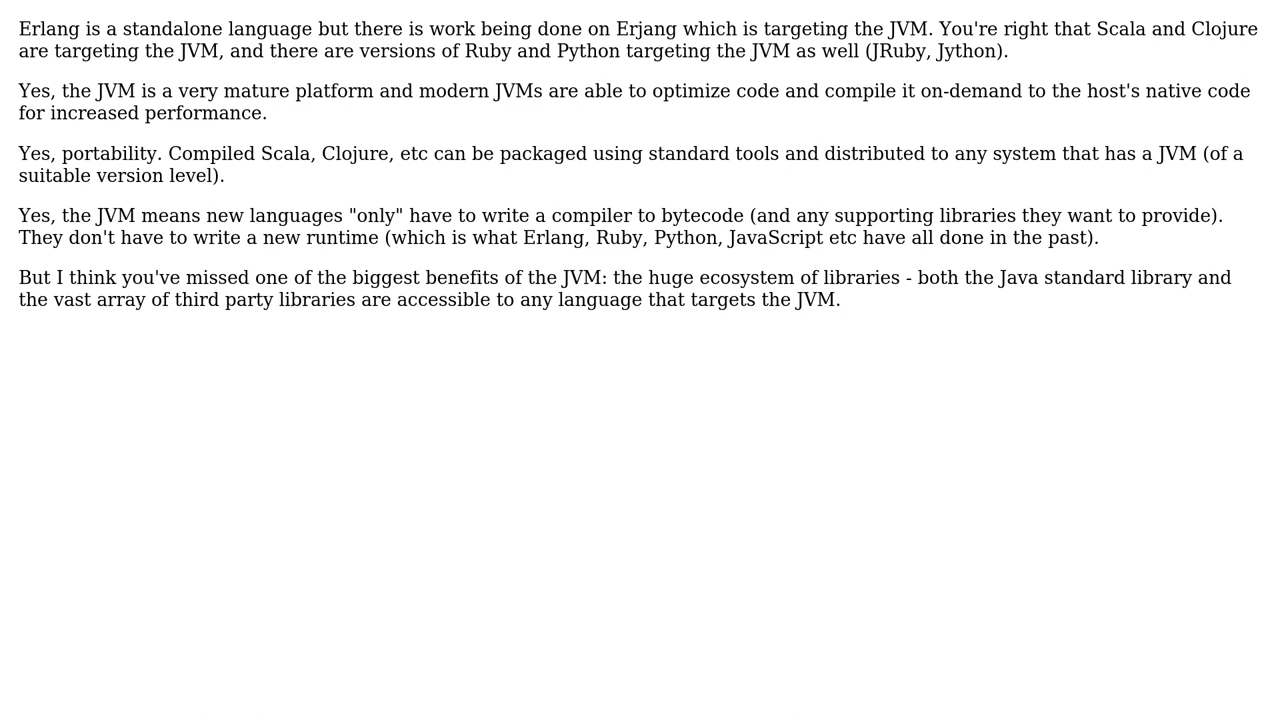 Erlang is a standalone language but there is work being done on Erjang which is targeting the JVM. You're right that Scala and Clojure
are targeting the JVM, and there are versions of Ruby and Python targeting the JVM as well (JRuby, Jython).
Yes, the JVM is a very mature platform and modern JVMs are able to optimize code and compile it on-demand to the host's native code
for increased performance.
Yes, portability. Compiled Scala, Clojure, etc can be packaged using standard tools and distributed to any system that has a JVM (of a
suitable version level).
Yes, the JVM means new languages "only" have to write a compiler to bytecode (and any supporting libraries they want to provide).
They don't have to write a new runtime (which is what Erlang, Ruby, Python, JavaScript etc have all done in the past).
But I think you've missed one of the biggest benefits of the JVM: the huge ecosystem of libraries - both the Java standard library and
the vast array of third party libraries are accessible to any language that targets the JVM.